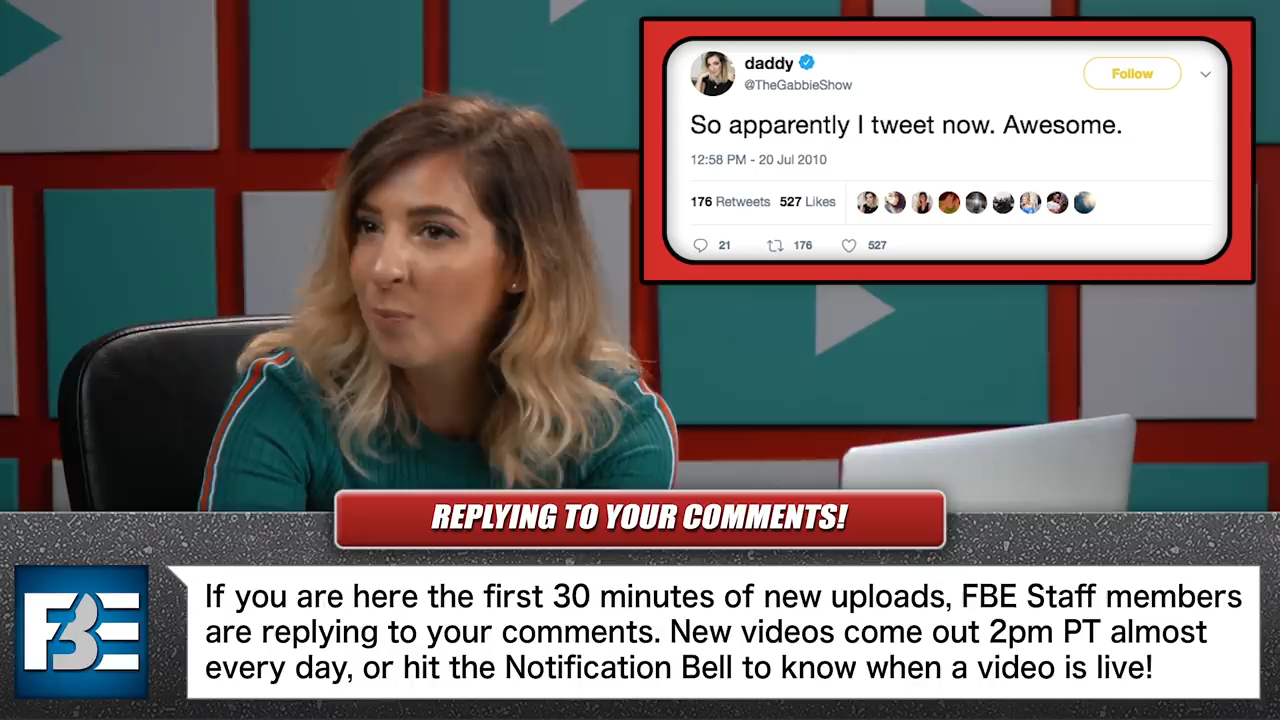 daddy
Follow
@TheGabbieShow
So apparently I tweet now. Awesome.
12:58 PM - 20 Jul 2010
176 Retweets 527 Likes
21 176 527
REPLYING TO YOUR COMMENTS!
FBE
If you are here the first 30 minutes of new uploads, FBE Staff members
are replying to your comments. New videos come out 2pm PT almost
every day, or hit the Notification Bell to know when a video is live!